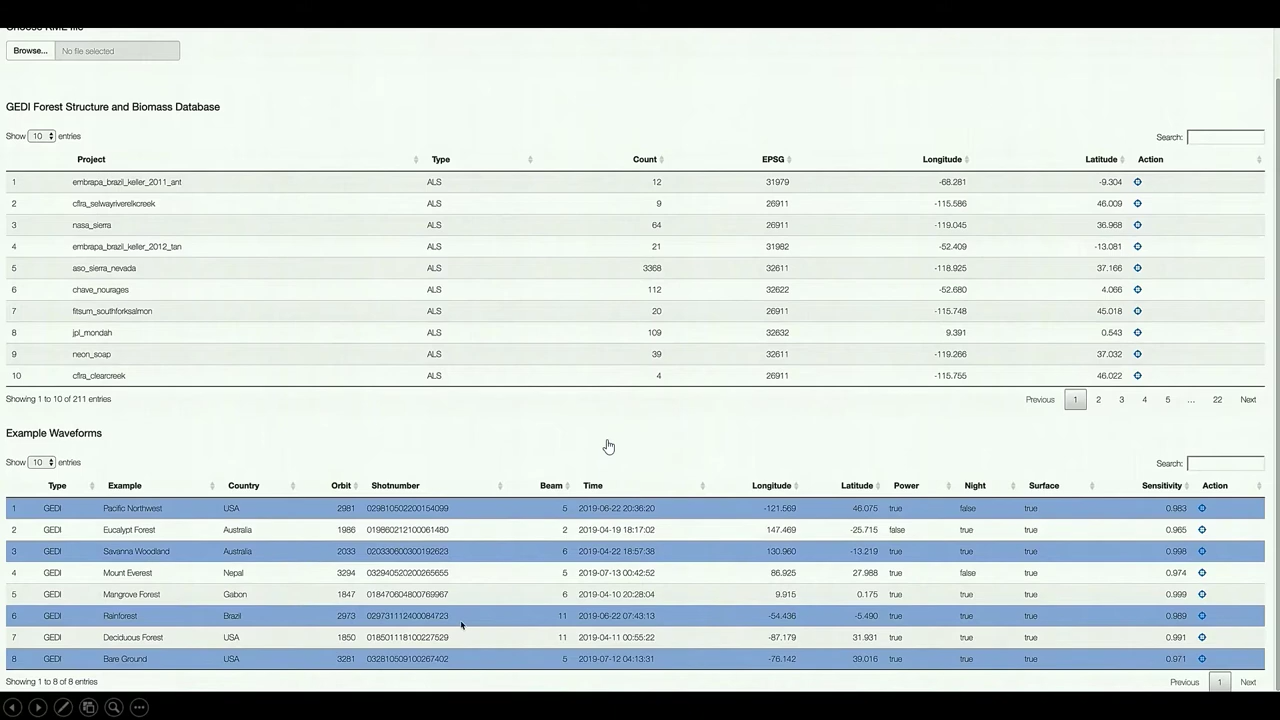 Choose KML file
Browse... No file selected
GEDI Forest Structure and Biomass Database
Show 10 entries Search:
Project Type Count EPSG Longitude Latitude Action
1 embrapa_brazil_keller_2011_ant ALS 12 31979 -68.281 -9.304
2 cfira_selwayriverelkcreek ALS 9 26911 -115.586 46.009
3 nasa_sierra ALS 64 26911 -119.045 36.968
4 embrapa_brazil_keller_2012_tan ALS 21 31982 -52.409 -13.081
5 aso_sierra_nevada ALS 3368 32611 -118.925 37.166
6 chave_nourages ALS 112 32622 -52.680 4.066
7 fitsum_southforksalmon ALS 20 26911 -115.748 45.018
8 jpl_mondah ALS 109 32632 9.391 0.543
9 neon_soap ALS 39 32611 -119.266 37.032
10 cflra_clearcreek ALS 4 26911 -115.755 46.022
Showing 1 to 10 of 211 entries Previous 1 2 3 4 5 ... 22 Next
Example Waveforms
Show 10 entries Search:
Type Example Country Orbit Shotnumber Beam Time Longitude Latitude Power Night Surface Sensitivity Action
1 GEDI Pacific Northwest USA 2981 029810502200154099 5 2019-06-22 20:36:20 -121.569 46.075 true false true 0.983
2 GEDI Eucalypt Forest Australia 1986 019860212100061480 2 2019-04-19 18:17:02 147.469 -25.715 false true true 0.965
3 GEDI Savanna Woodland Australia 2033 020330600300192623 6 2019-04-22 18:57:38 130.960 -13.219 true true true 0.998
4 GEDI Mount Everest Nepal 3294 032940520200265655 5 2019-07-13 00:42:52 86.925 27.988 true false true 0.974
5 GEDI Mangrove Forest Gabon 1847 018470604800769967 6 2019-04-10 20:28:04 9.915 0.175 true true true 0.999
6 GEDI Rainforest Brazil 2973 029731112400084723 11 2019-06-22 07:43:13 -54.436 -5.490 true true true 0.989
7 GEDI Deciduous Forest USA 1850 018501118100227529 11 2019-04-11 00:55:22 -87.179 31.931 true true true 0.991
8 GEDI Bare Ground USA 3281 032810509100267402 5 2019-07-12 04:13:31 -76.142 39.016 true true true 0.971
Showing 1 to 8 of 8 entries Previous 1 Next